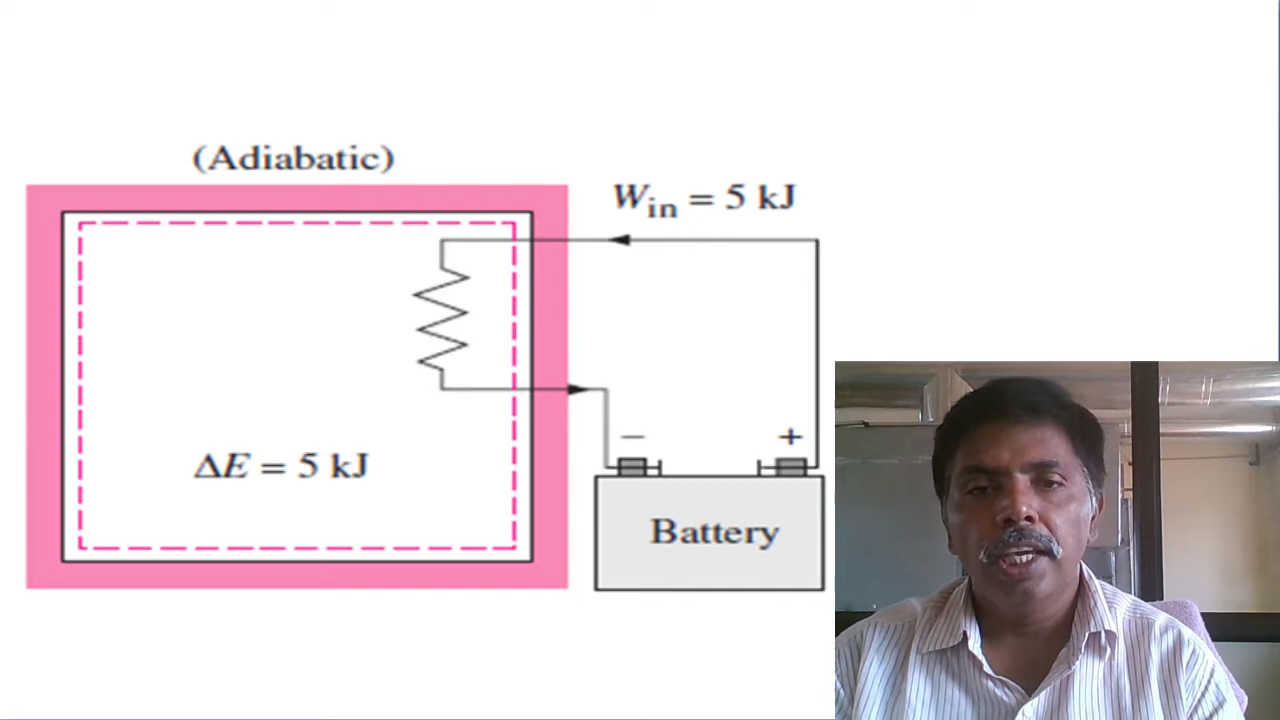 (Adiabatic)
W_in = 5 kJ
− +
ΔE = 5 kJ
Battery